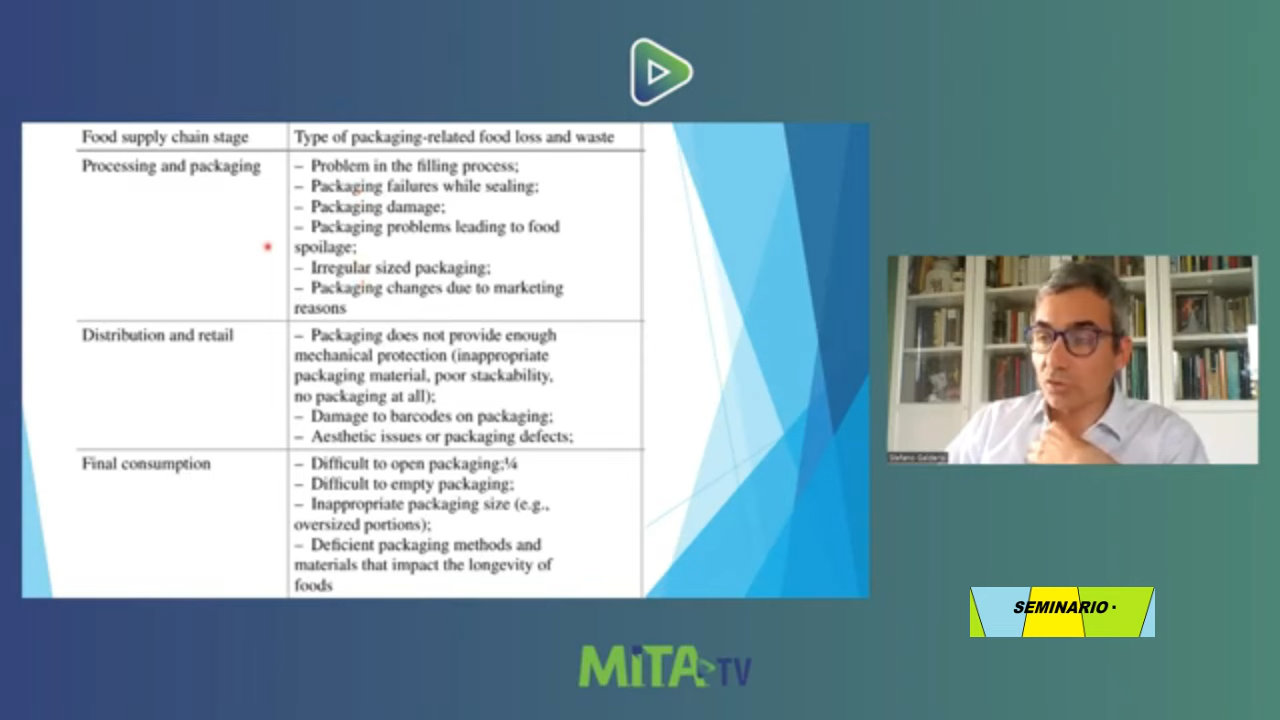 Food supply chain stage
Type of packaging-related food loss and waste
Processing and packaging
– Problem in the filling process;
– Packaging failures while sealing;
– Packaging damage;
– Packaging problems leading to food
spoilage;
– Irregular sized packaging;
– Packaging changes due to marketing
reasons
Distribution and retail
– Packaging does not provide enough
mechanical protection (inappropriate
packaging material, poor stackability,
no packaging at all);
– Damage to barcodes on packaging;
– Aesthetic issues or packaging defects;
Final consumption
– Difficult to open packaging;¼
– Difficult to empty packaging;
– Inappropriate packaging size (e.g.,
oversized portions);
– Deficient packaging methods and
materials that impact the longevity of
foods
Stefano
SEMINARIO ·
MiTA TV